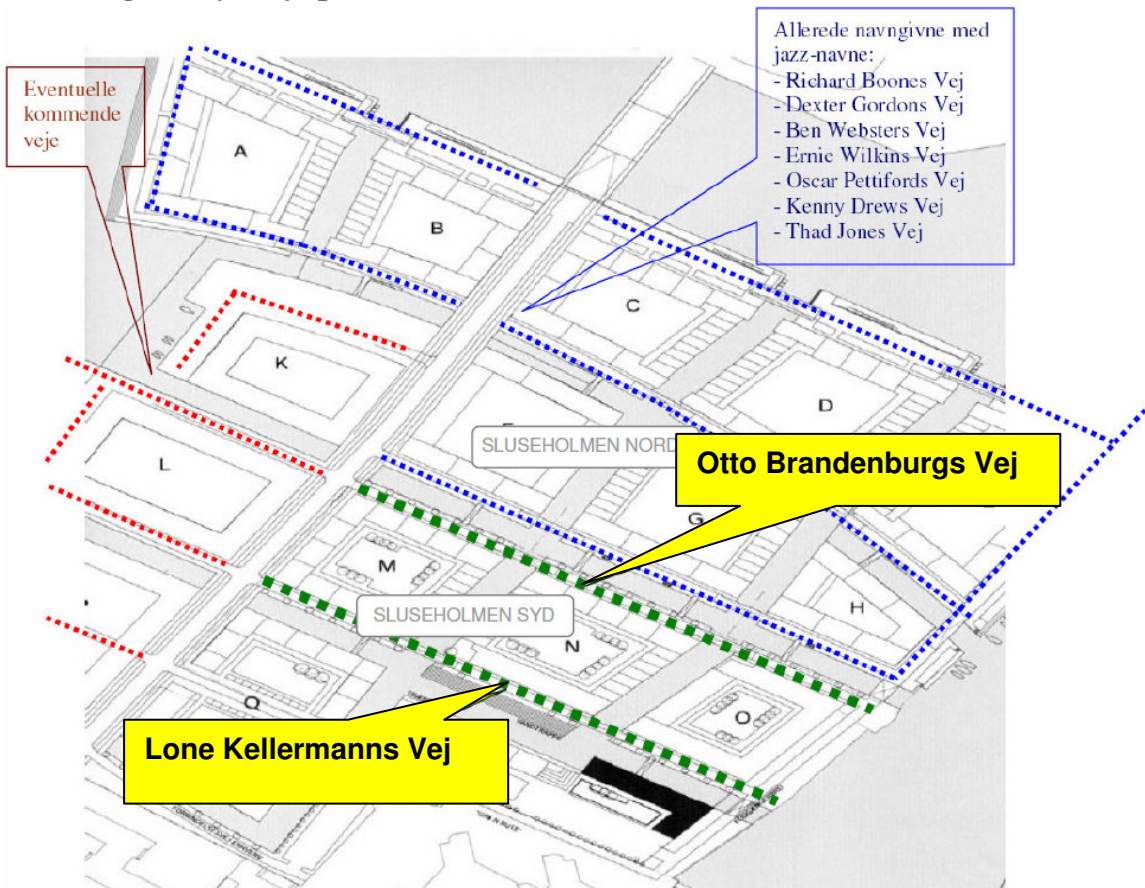 Allerede navngivne med
jazz-navne:
- Richard Boones Vej
- Dexter Gordons Vej
- Ben Websters Vej
- Ernie Wilkins Vej
- Oscar Pettifords Vej
- Kenny Drews Vej
- Thad Jones Vej
Eventuelle
kommende
veje
A
B
C
K
D
L
SLUSEHOLMEN NORD
Otto Brandenburgs Vej
G
M
H
SLUSEHOLMEN SYD
N
O
Q
Lone Kellermanns Vej